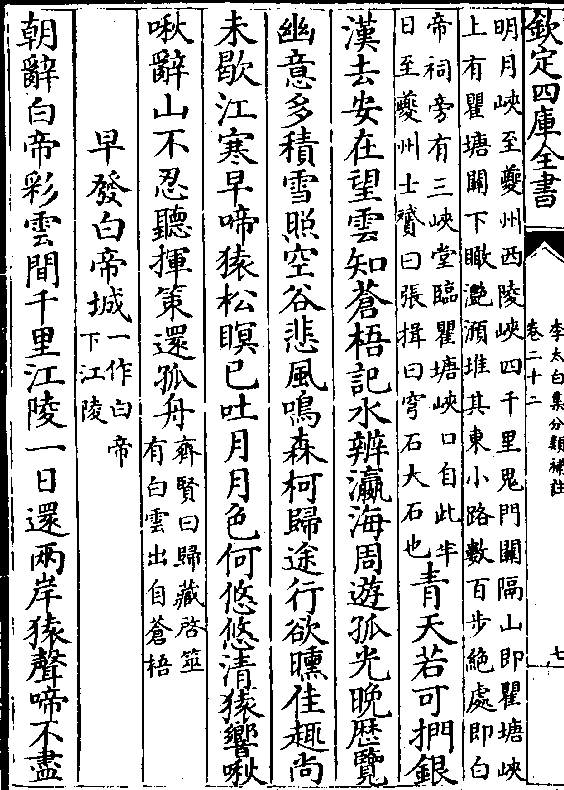 欽定四庫全書
李太白集分類補註
卷二十二
七
明月峽至夔州西陵峽四千里鬼門關隔山即瞿塘峽
上有瞿塘關下瞰灔澦堆其東小路數百步絶處即白
帝祠旁有三峽堂臨瞿塘峽口自此半
日至夔州士贇曰張揖曰穹石大石也
青天若可捫銀
漢去安在望雲知蒼梧記水辨瀛海周遊孤光晚歷覽
幽意多積雪照空谷悲風鳴森柯歸途行欲曛佳趣尚
未歇江寒早啼猿松暝已吐月月色何悠悠清猿響啾
啾辭山不忍聽揮策還孤舟
齊賢曰歸藏啓筮
有白雲出自蒼梧
早發白帝城
一作白帝
下江陵
朝辭白帝彩雲間千里江陵一日還兩岸猿聲啼不盡